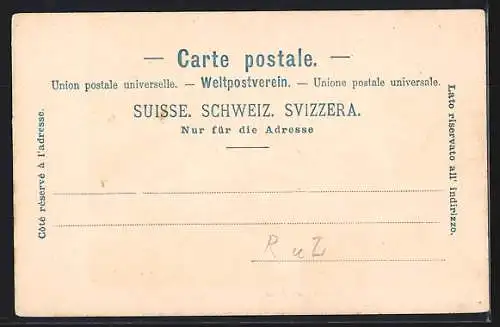 — Carte postale. —
Union postale universelle. — Weltpostverein. — Unione postale universale.
SUISSE. SCHWEIZ. SVIZZERA.
Nur für die Adresse
Côté réservé à l'adresse.
Lato riservato all' indirizzo.
R u Z